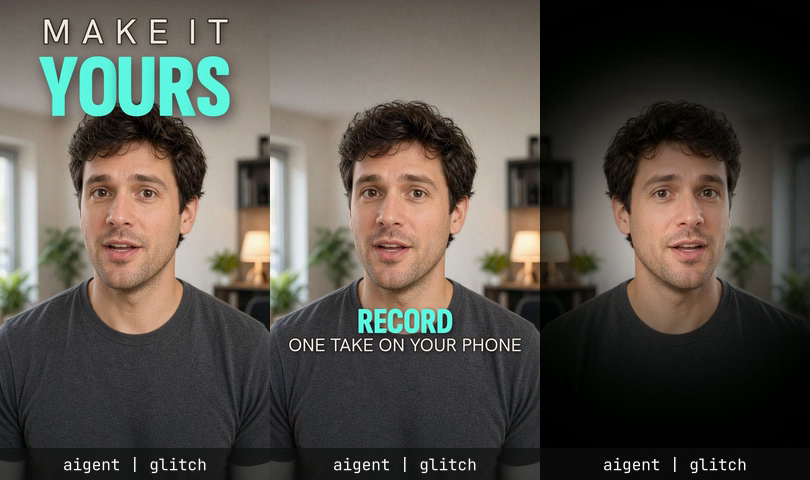 MAKE IT
YOURS
RECORD
ONE TAKE ON YOUR PHONE
aigent | glitch
aigent | glitch
aigent | glitch